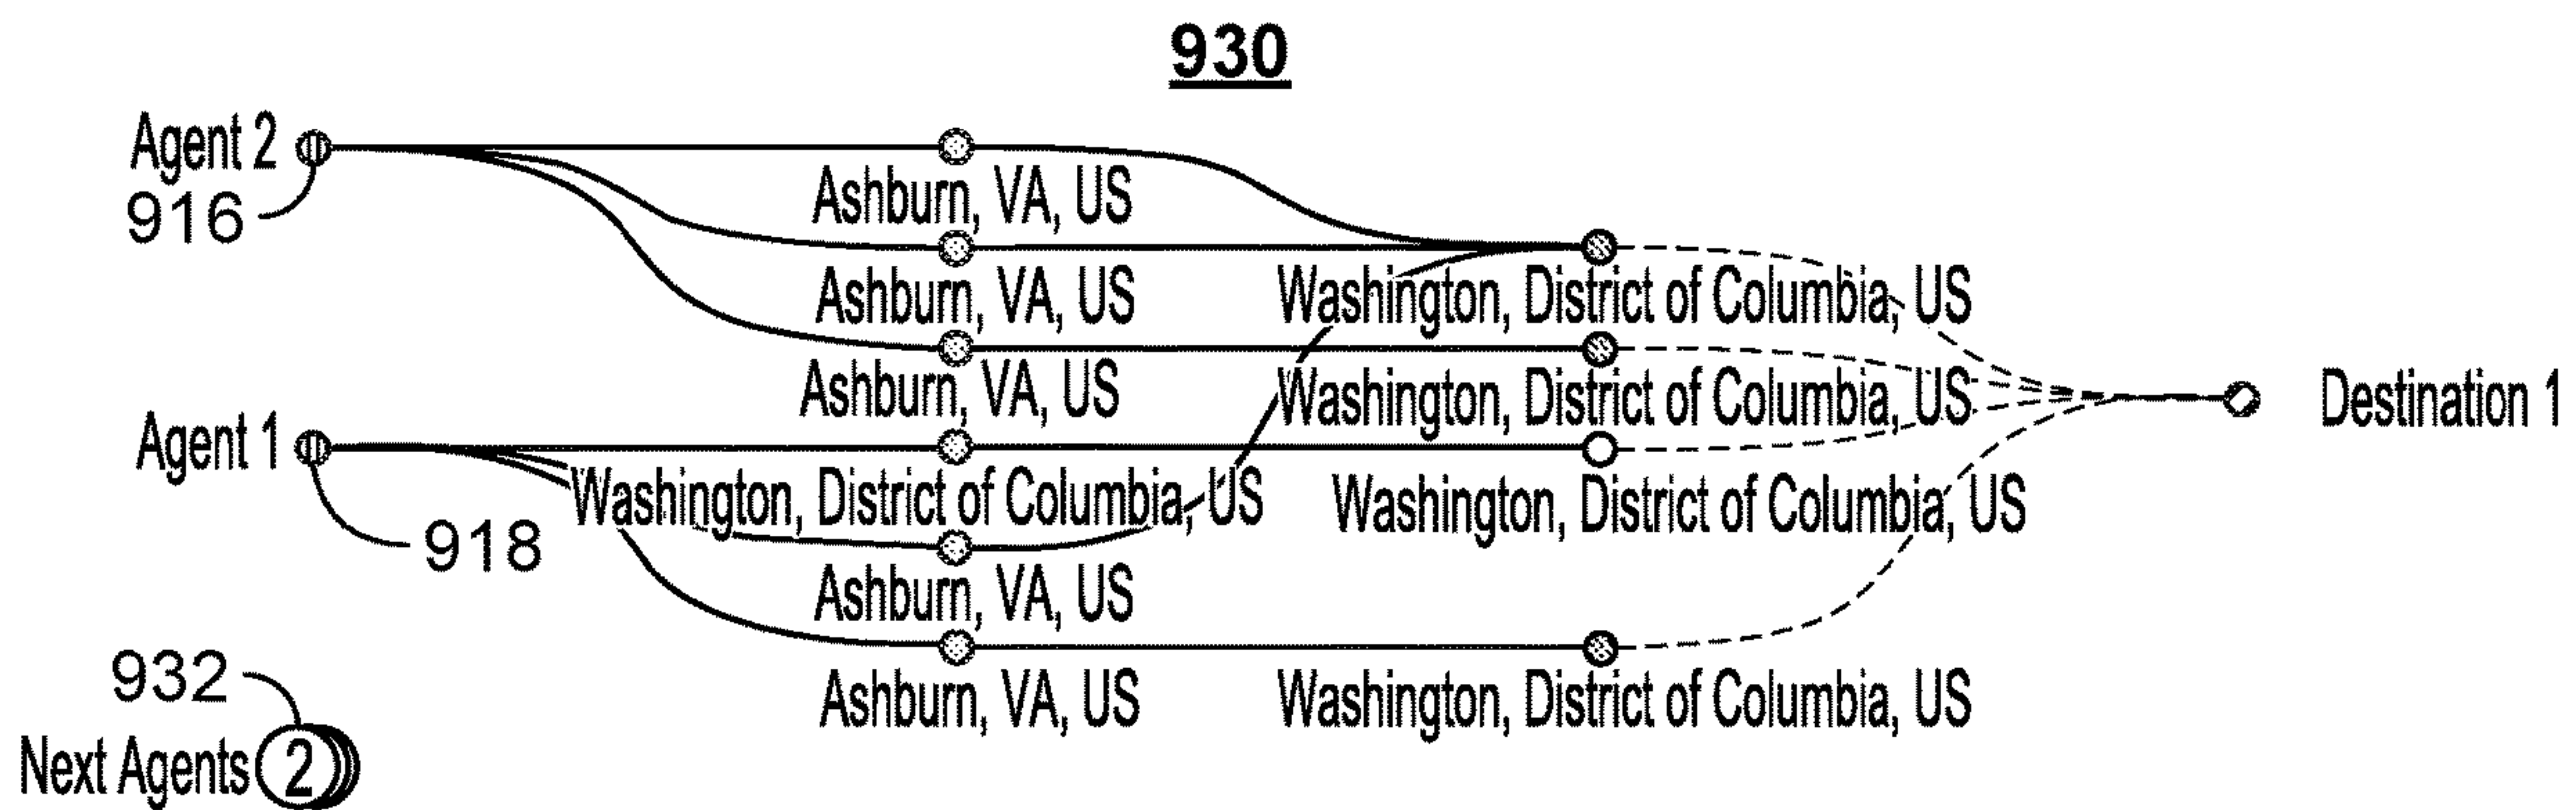 930
Agent 2
916
Ashburn, VA, US
Ashburn, VA, US
Washington, District of Columbia, US
Ashburn, VA, US
Washington, District of Columbia, US
Destination 1
Agent 1
918
Washington, District of Columbia, US
Washington, District of Columbia, US
Ashburn, VA, US
Ashburn, VA, US
Washington, District of Columbia, US
932
Next Agents 2